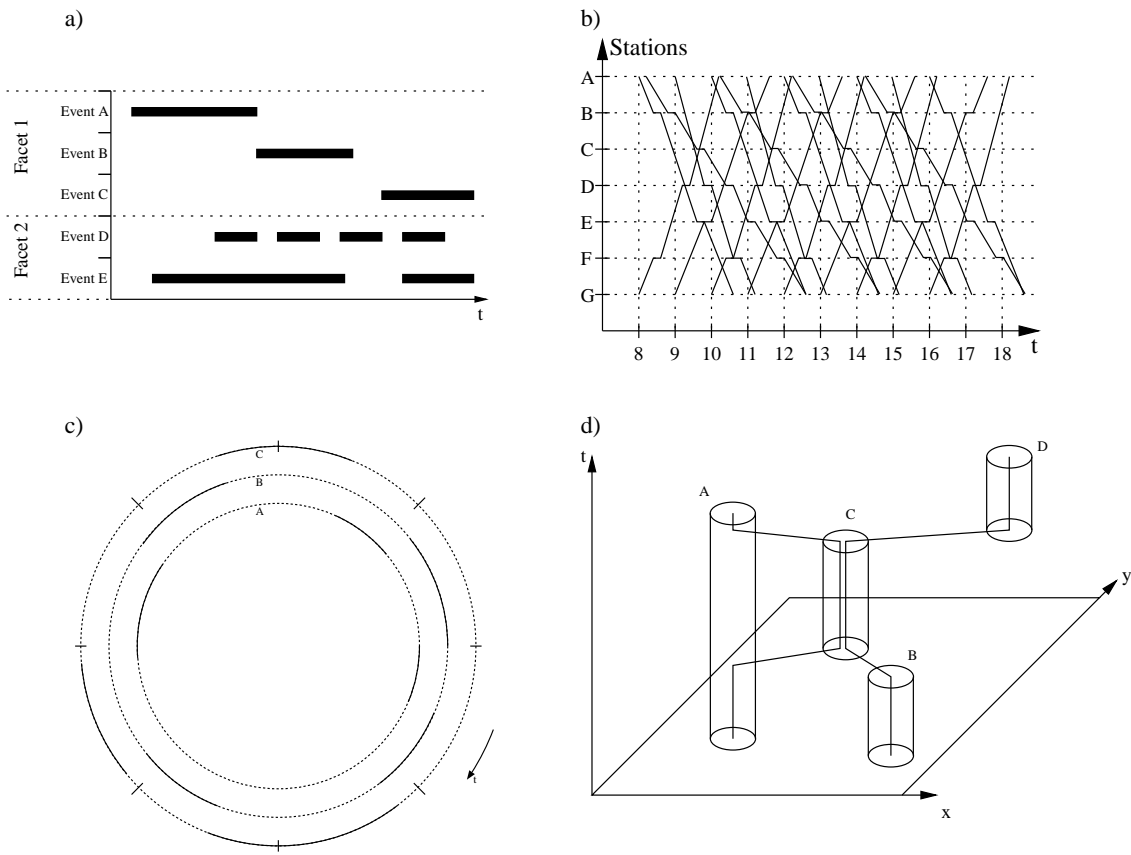 a)
Facet 1
Event A
Event B
Event C
Facet 2
Event D
Event E
t
b)
Stations
A
B
C
D
E
F
G
8 9 10 11 12 13 14 15 16 17 18
t
c)
C
B
A
t
d)
t
A
C
D
B
y
x